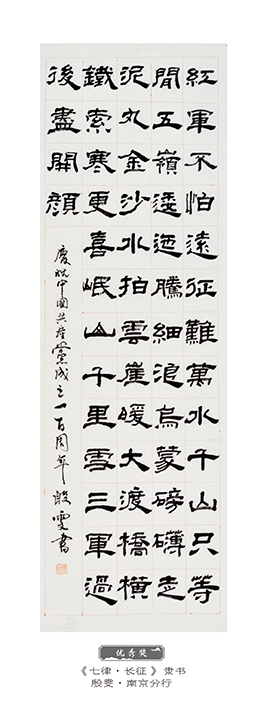 紅軍不怕遠征難萬水千山只等
閒五嶺逶迤騰細浪烏蒙磅礴走
泥丸金沙水拍雲崖暖大渡橋橫
鐵索寒更喜岷山千里雪三軍過
後盡開顏
慶祝中國共產黨成立一百周年 殷雯書
优秀奖
《七律·长征》隶书
殷雯·南京分行